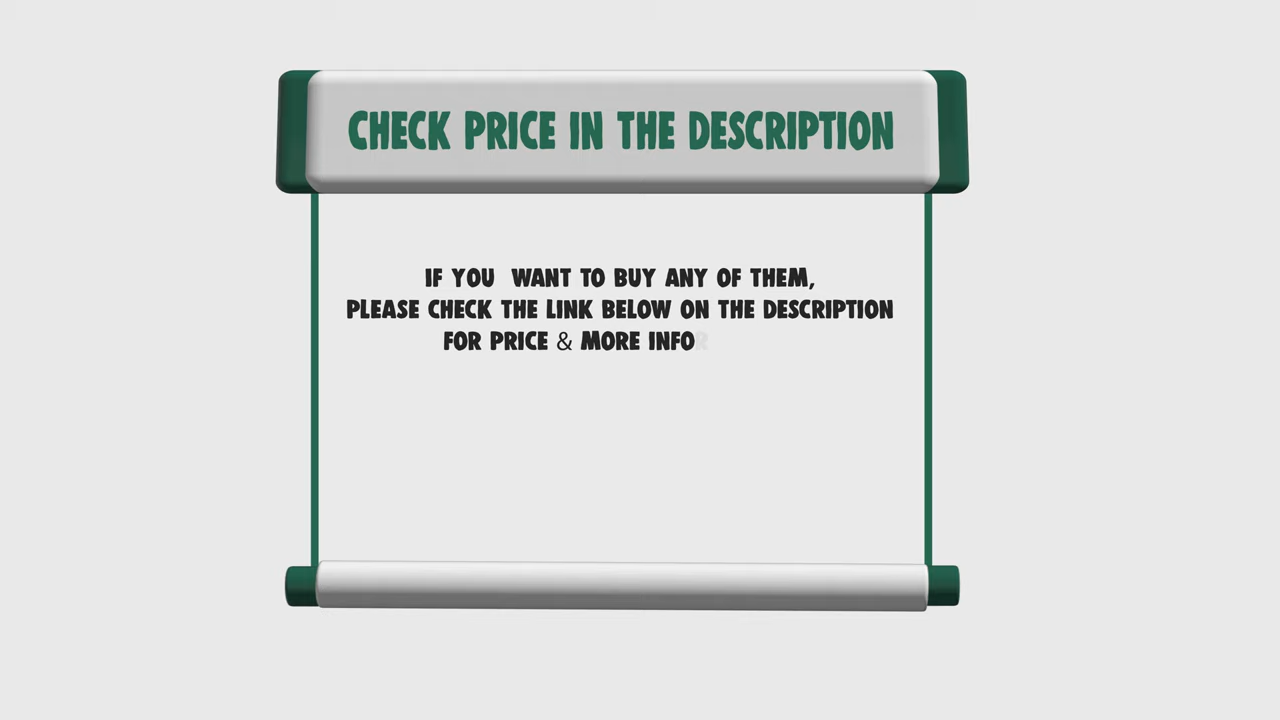 CHECK PRICE IN THE DESCRIPTION
IF YOU WANT TO BUY ANY OF THEM,
PLEASE CHECK THE LINK BELOW ON THE DESCRIPTION
FOR PRICE & MORE INFOR